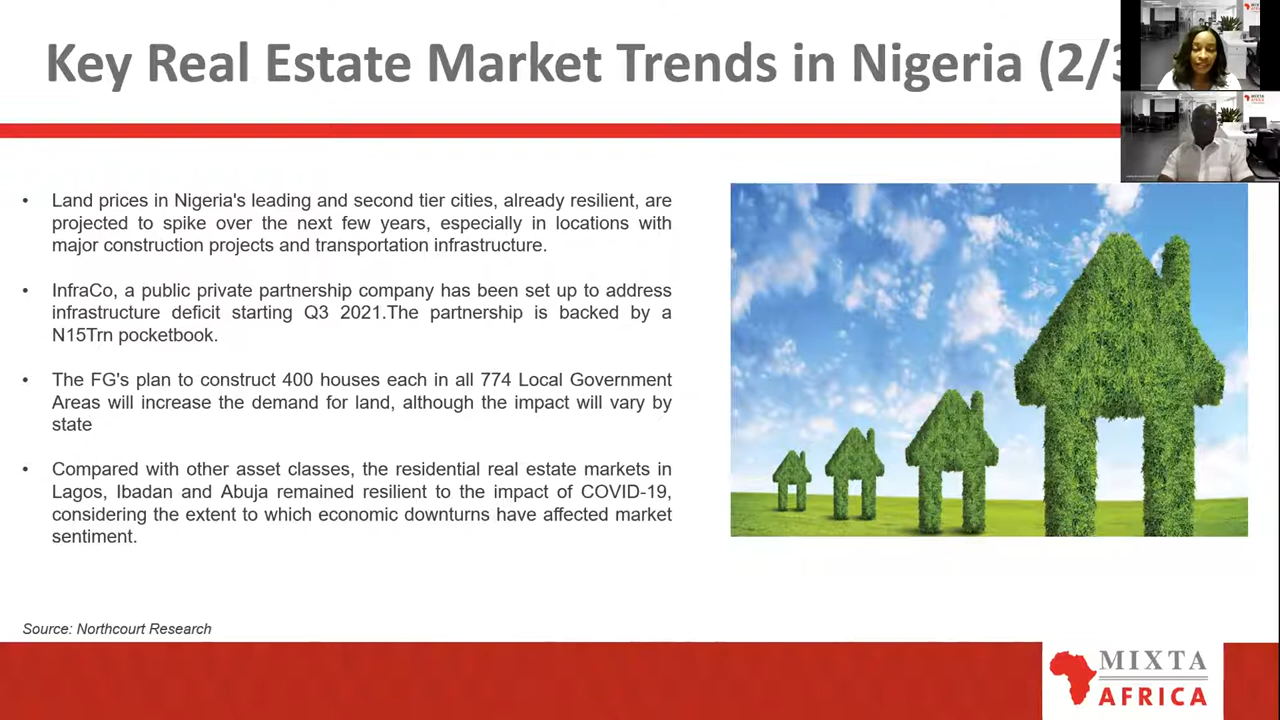 Key Real Estate Market Trends in Nigeria (2/3
• Land prices in Nigeria's leading and second tier cities, already resilient, are
projected to spike over the next few years, especially in locations with
major construction projects and transportation infrastructure.
• InfraCo, a public private partnership company has been set up to address
infrastructure deficit starting Q3 2021.The partnership is backed by a
N15Trn pocketbook.
• The FG's plan to construct 400 houses each in all 774 Local Government
Areas will increase the demand for land, although the impact will vary by
state
• Compared with other asset classes, the residential real estate markets in
Lagos, Ibadan and Abuja remained resilient to the impact of COVID-19,
considering the extent to which economic downturns have affected market
sentiment.
Source: Northcourt Research
MIXTA
AFRICA